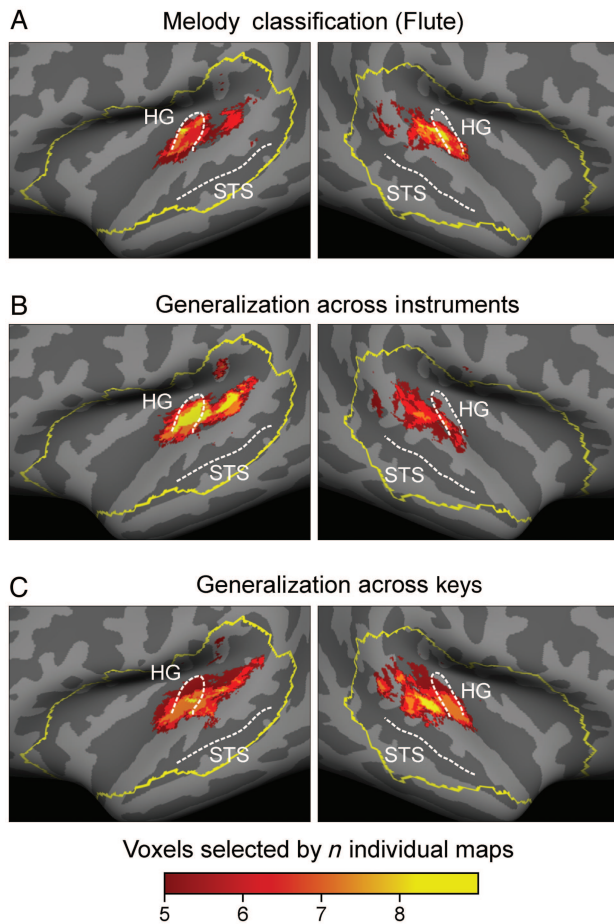 A
Melody classification (Flute)
HG
STS
HG
STS
B
Generalization across instruments
HG
STS
HG
STS
C
Generalization across keys
HG
STS
HG
STS
Voxels selected by n individual maps
5 6 7 8